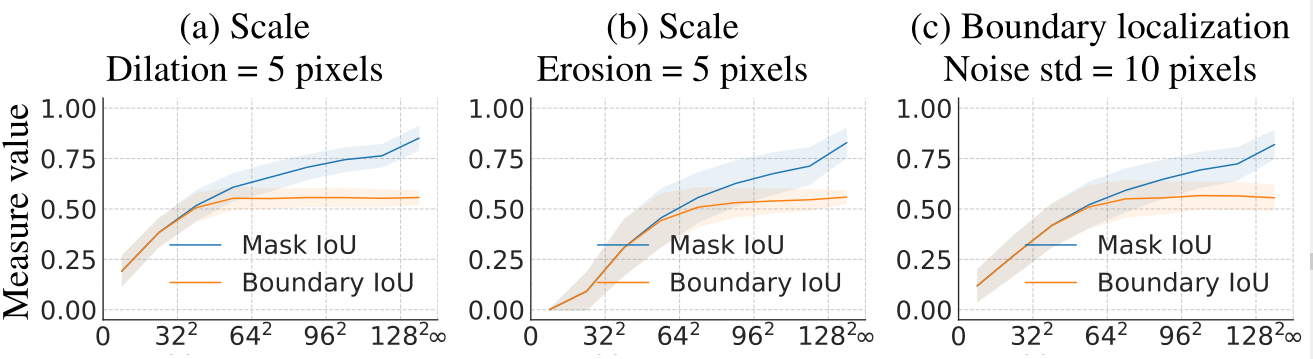 (a) Scale
Dilation = 5 pixels
Measure value
1.00
0.75
0.50
0.25
0.00
Mask IoU
Boundary IoU
0 32² 64² 96² 128²∞
(b) Scale
Erosion = 5 pixels
1.00
0.75
0.50
0.25
0.00
Mask IoU
Boundary IoU
0 32² 64² 96² 128²∞
(c) Boundary localization
Noise std = 10 pixels
1.00
0.75
0.50
0.25
0.00
Mask IoU
Boundary IoU
0 32² 64² 96² 128²∞